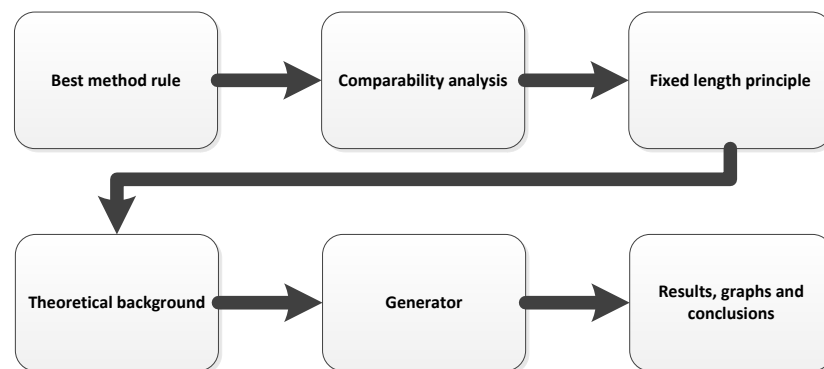 Best method rule
Comparability analysis
Fixed length principle
Theoretical background
Generator
Results, graphs and
conclusions